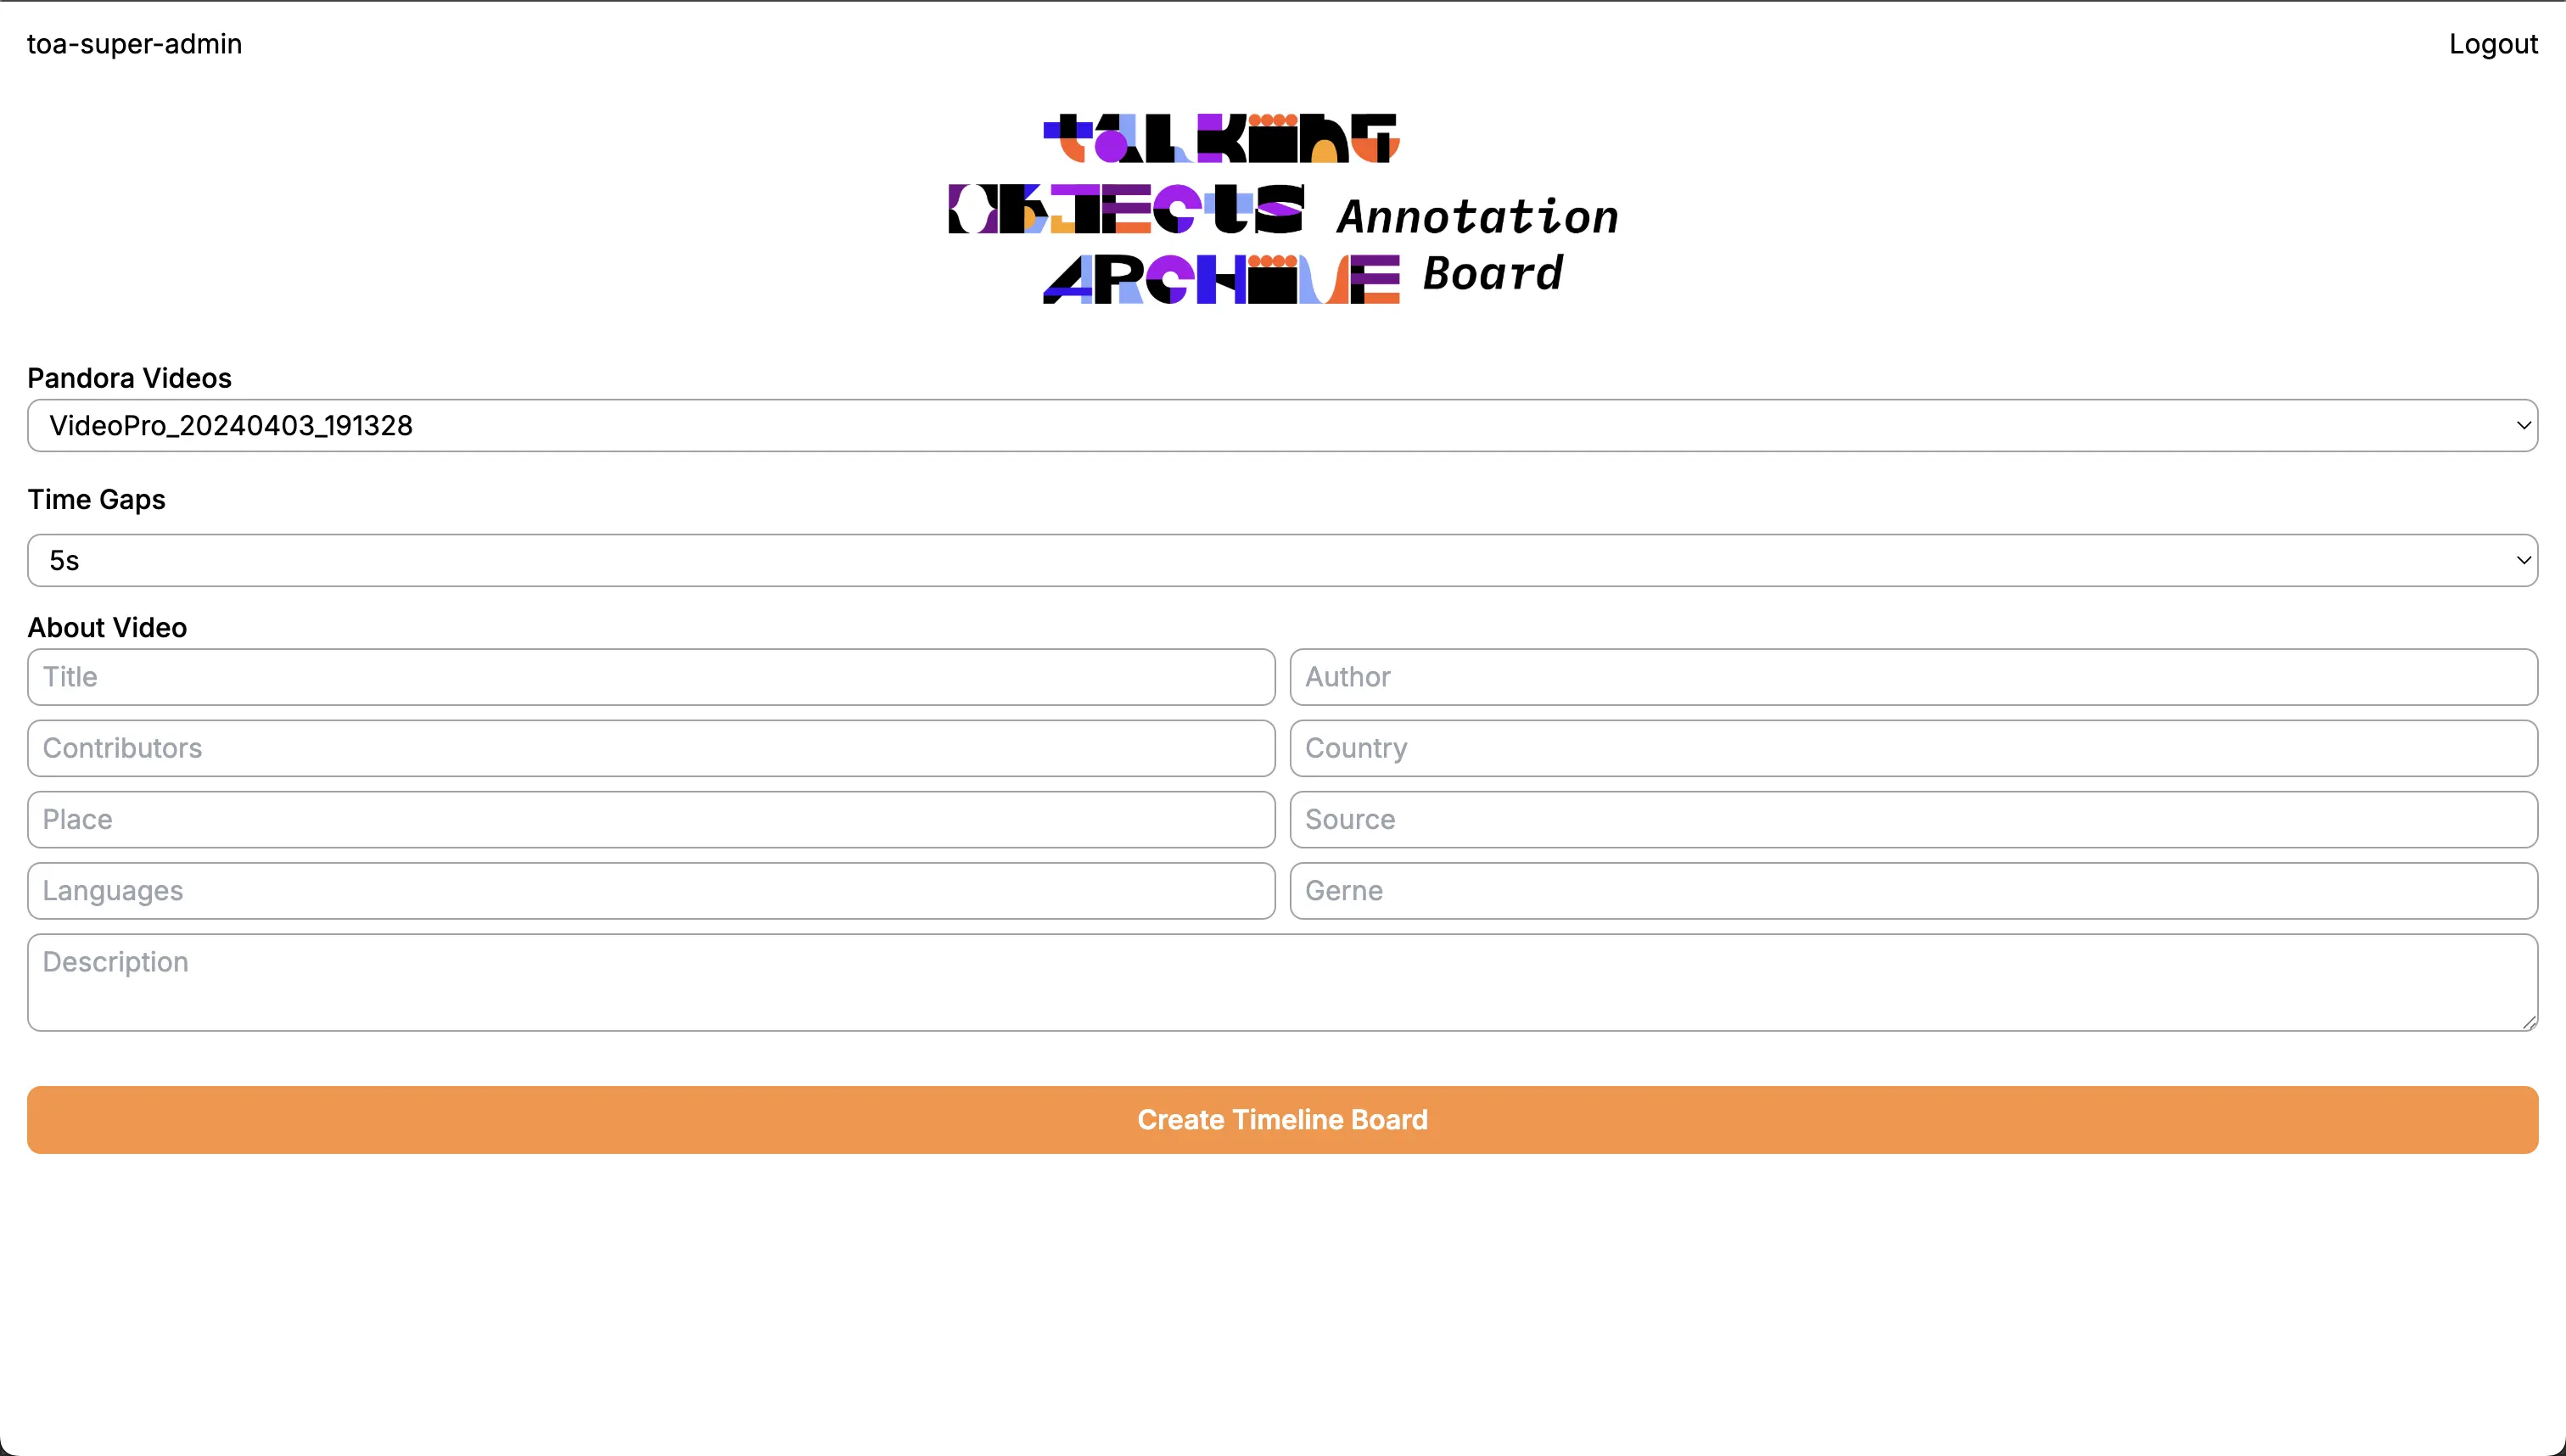 toa-super-admin
Logout
TALKING
OBJECTS Annotation
ARCHIVE Board
Pandora Videos
VideoPro_20240403_191328
Time Gaps
5s
About Video
Title
Author
Contributors
Country
Place
Source
Languages
Gerne
Description
Create Timeline Board